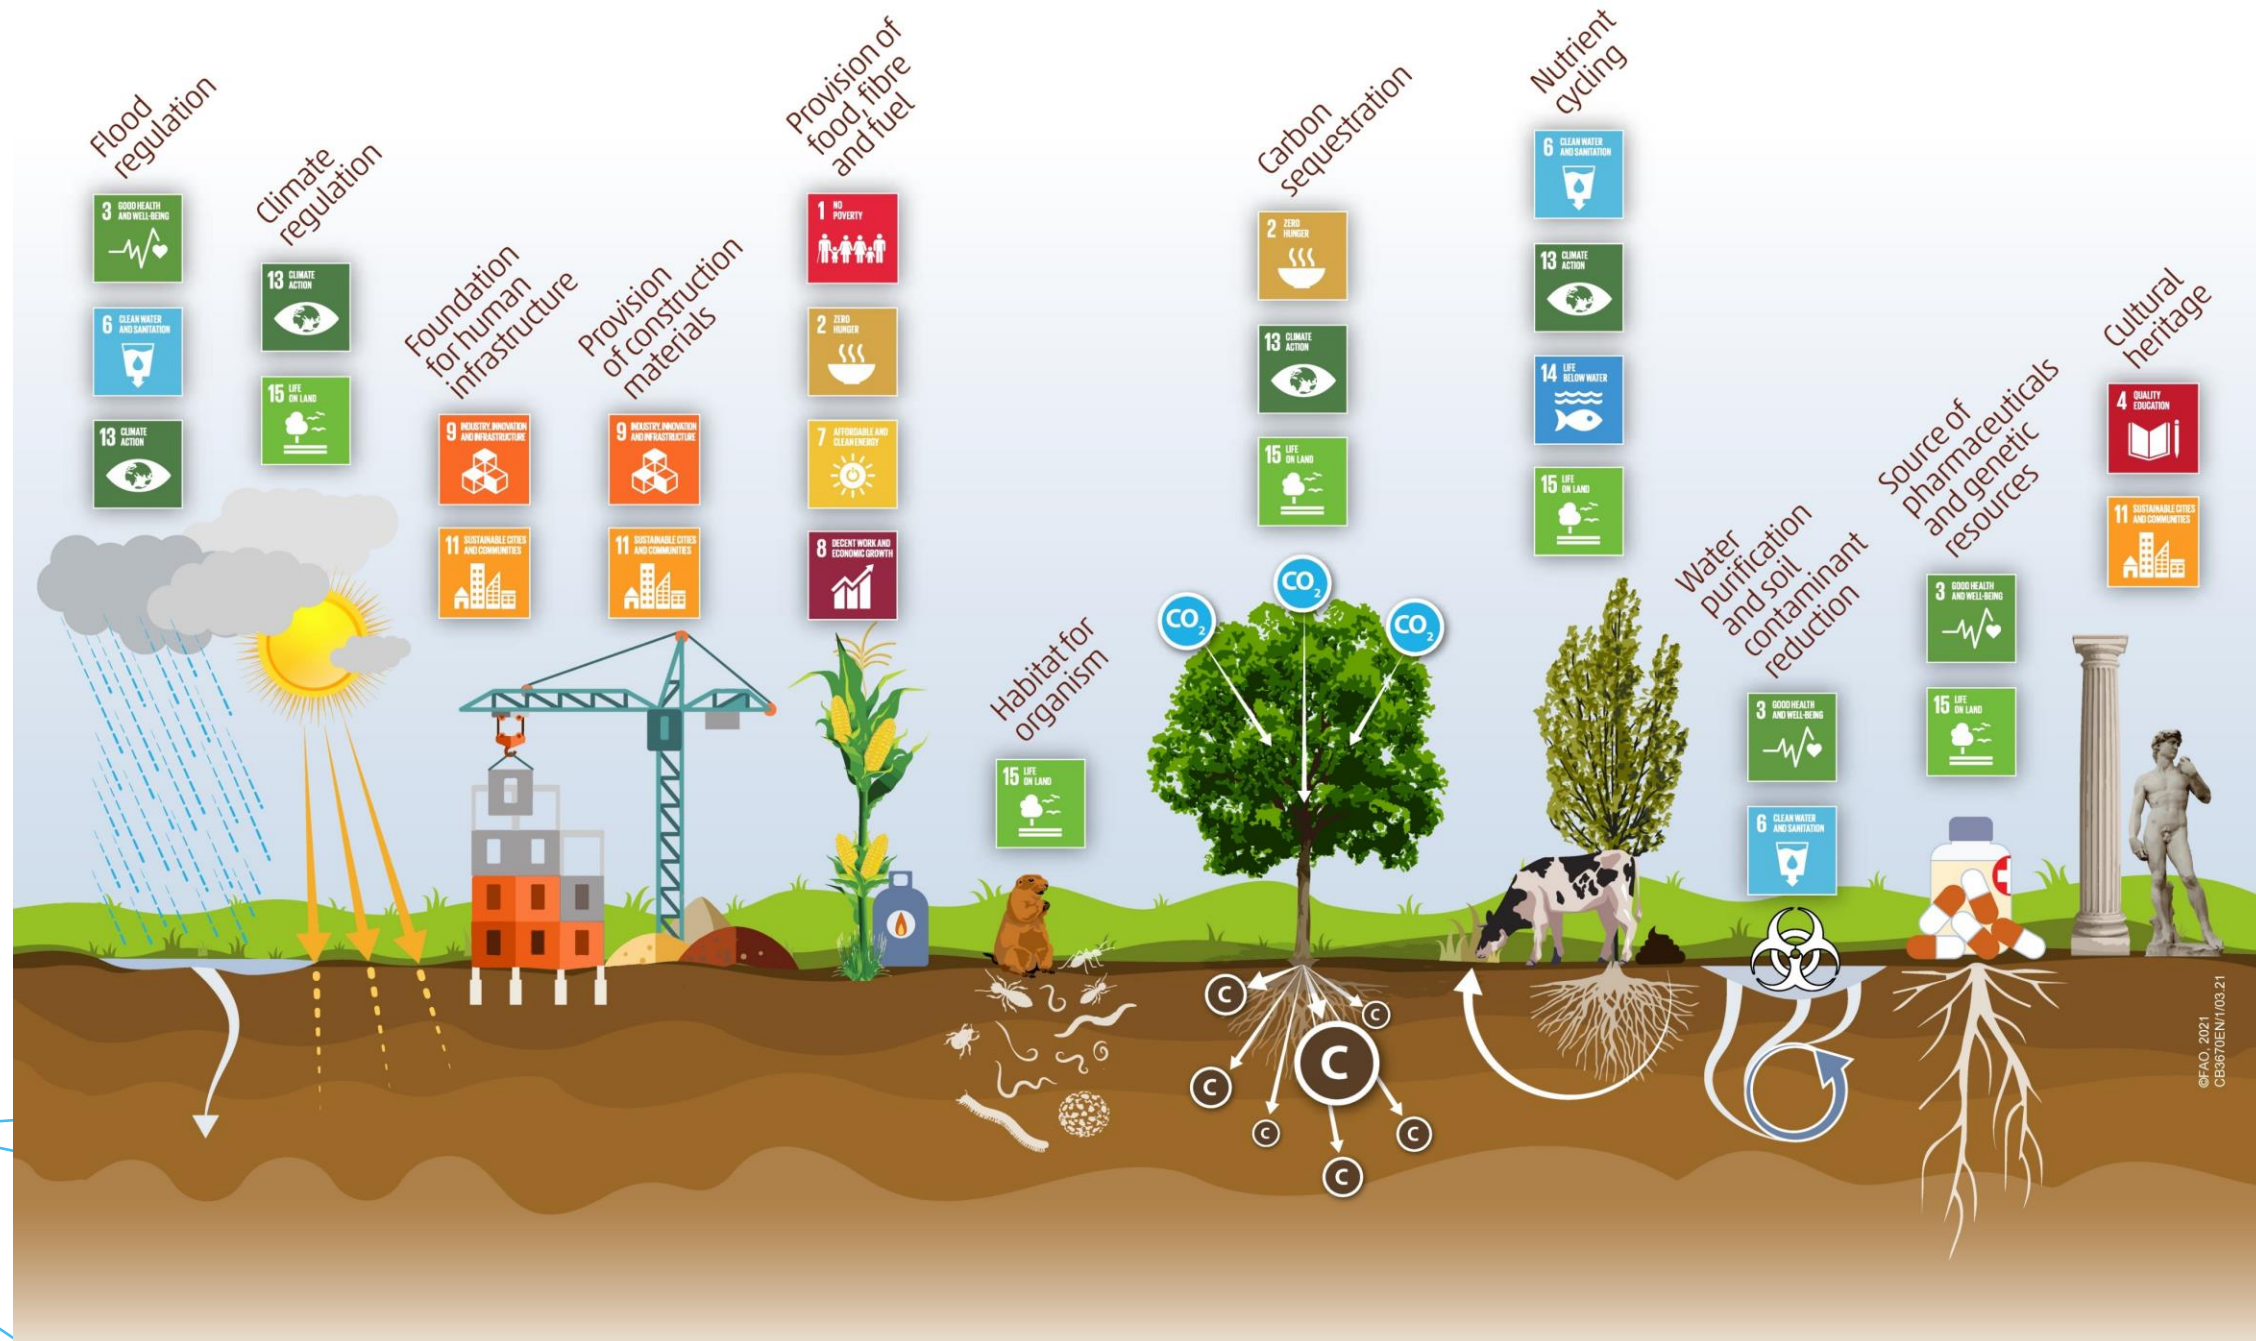 Flood
regulation
3 GOOD HEALTH
AND WELL-BEING
6 CLEAN WATER
AND SANITATION
13 CLIMATE
ACTION
Climate
regulation
13 CLIMATE
ACTION
15 LIFE
ON LAND
Foundation
for human
infrastructure
9 INDUSTRY, INNOVATION
AND INFRASTRUCTURE
11 SUSTAINABLE CITIES
AND COMMUNITIES
Provision
of construction
materials
9 INDUSTRY, INNOVATION
AND INFRASTRUCTURE
11 SUSTAINABLE CITIES
AND COMMUNITIES
Provision of
food, fibre
and fuel
1 NO
POVERTY
2 ZERO
HUNGER
7 AFFORDABLE AND
CLEAN ENERGY
8 DECENT WORK AND
ECONOMIC GROWTH
Habitat for
organism
15 LIFE
ON LAND
Carbon
sequestration
2 ZERO
HUNGER
13 CLIMATE
ACTION
15 LIFE
ON LAND
CO2
CO2
CO2
C
C
C
C
C
C
C
Nutrient
cycling
6 CLEAN WATER
AND SANITATION
13 CLIMATE
ACTION
14 LIFE
BELOW WATER
15 LIFE
ON LAND
Water
purification
and soil
contaminant
reduction
3 GOOD HEALTH
AND WELL-BEING
6 CLEAN WATER
AND SANITATION
Source of
pharmaceuticals
and genetic
resources
3 GOOD HEALTH
AND WELL-BEING
15 LIFE
ON LAND
Cultural
heritage
4 QUALITY
EDUCATION
11 SUSTAINABLE CITIES
AND COMMUNITIES
©FAO, 2021
CB3670EN/1/03.21